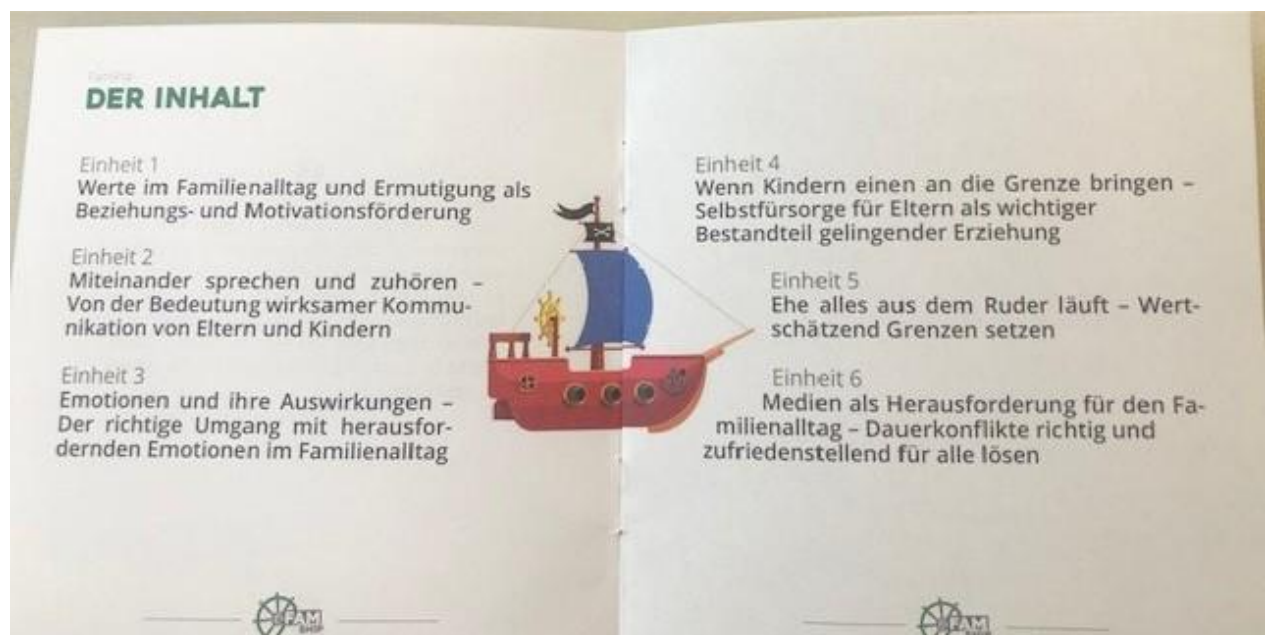 FamShip
DER INHALT
Einheit 1
Werte im Familienalltag und Ermutigung als
Beziehungs- und Motivationsförderung
Einheit 2
Miteinander sprechen und zuhören –
Von der Bedeutung wirksamer Kommu-
nikation von Eltern und Kindern
Einheit 3
Emotionen und ihre Auswirkungen –
Der richtige Umgang mit herausfor-
dernden Emotionen im Familienalltag
FAM
SHIP
Einheit 4
Wenn Kindern einen an die Grenze bringen –
Selbstfürsorge für Eltern als wichtiger
Bestandteil gelingender Erziehung
Einheit 5
Ehe alles aus dem Ruder läuft – Wert-
schätzend Grenzen setzen
Einheit 6
Medien als Herausforderung für den Fa-
milienalltag – Dauerkonflikte richtig und
zufriedenstellend für alle lösen
FAM
SHIP